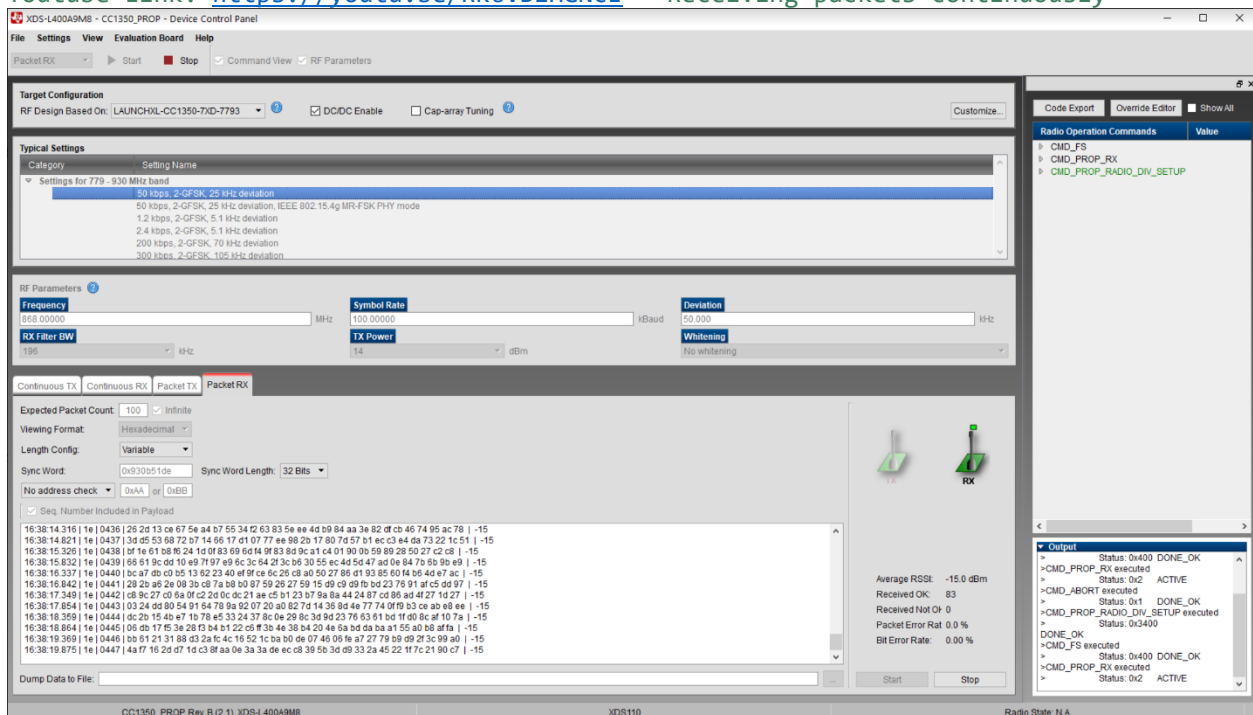 XDS-L400A9M8 - CC1350_PROP - Device Control Panel
File Settings View Evaluation Board Help
Packet RX Start Stop Command View RF Parameters
Target Configuration
RF Design Based On: LAUNCHXL-CC1350-7XD-7793 DC/DC Enable Cap-array Tuning Customize...
Typical Settings
Category Setting Name
Settings for 779 - 930 MHz band
50 kbps, 2-GFSK, 25 kHz deviation
50 kbps, 2-GFSK, 25 kHz deviation, IEEE 802.15.4g MR-FSK PHY mode
1.2 kbps, 2-GFSK, 5.1 kHz deviation
2.4 kbps, 2-GFSK, 5.1 kHz deviation
200 kbps, 2-GFSK, 70 kHz deviation
300 kbps, 2-GFSK, 105 kHz deviation
RF Parameters
Frequency Symbol Rate Deviation
868.00000 MHz 100.00000 kBaud 50.000 kHz
RX Filter BW TX Power Whitening
196 kHz 14 dBm No whitening
Continuous TX Continuous RX Packet TX Packet RX
Expected Packet Count: 100 Infinite
Viewing Format: Hexadecimal
Length Config: Variable
Sync Word: 0x930b51de Sync Word Length: 32 Bits
No address check 0xAA or 0xBB
Seq. Number Included in Payload
16:38:14.316 | 1e | 0436 | 26 2d 13 ce 67 5e a4 b7 55 34 f2 63 83 5e ee 4d b9 84 aa 3e 82 df cb 46 74 95 ac 78 | -15
16:38:14.821 | 1e | 0437 | 3d d5 53 68 72 b7 14 66 17 d1 07 77 ee 98 2b 17 80 7d 57 b1 ec c3 e4 da 73 22 1c 51 | -15
16:38:15.326 | 1e | 0438 | bf 1e 61 b8 f6 24 1d 0f 83 69 6d f4 9f 83 8d 9c a1 c4 01 90 0b 59 89 28 50 27 c2 c8 | -15
16:38:15.832 | 1e | 0439 | 66 61 9c dd 10 e9 7f 97 e9 6c 3c 64 2f 3c b6 30 55 ec 4d 5d 47 ad 0e 84 7b 6b 9b e9 | -15
16:38:16.337 | 1e | 0440 | bc a7 db c0 b5 13 62 23 40 ef 9f ce 6c 26 c8 a0 50 27 86 d1 93 85 60 f4 b6 4d e7 ac | -15
16:38:16.842 | 1e | 0441 | 28 2b a6 2e 08 3b c8 7a b8 b0 87 59 26 27 59 15 d9 c9 d9 fb bd 23 76 91 af c5 dd 97 | -15
16:38:17.349 | 1e | 0442 | c8 9c 27 c0 6a 0f c2 2d 0c dc 21 ae c5 b1 23 b7 9a 8a 44 24 87 cd 86 ad 4f 27 1d 27 | -15
16:38:17.854 | 1e | 0443 | 03 24 dd 80 54 91 64 78 9a 92 07 20 a0 82 7d 14 36 8d 4e 77 74 0f f9 b3 ce ab e8 ee | -15
16:38:18.359 | 1e | 0444 | dc 2b 15 4b e7 1b 78 e5 33 24 37 8c 0e 29 8c 3d 9d 23 76 63 61 bd 1f d0 8c af 10 7a | -15
16:38:18.864 | 1e | 0445 | 06 db 17 f5 3e 28 f3 b4 b1 22 c6 ff 3b 4e 38 b4 20 4e 6a bd da ba a1 55 a0 b8 af fa | -15
16:38:19.369 | 1e | 0446 | bb 61 21 31 88 d3 2a fc 4c 16 52 1c ba b0 de 07 46 06 fe a7 27 79 b9 d9 2f 3c 99 a0 | -15
16:38:19.875 | 1e | 0447 | 4a f7 16 2d d7 1d c3 8f aa 0e 3a 3a de ec c8 39 5b 3d d9 33 2a 45 22 1f 7c 21 90 c7 | -15
Dump Data to File: ...
TX RX
Average RSSI: -15.0 dBm
Received OK: 83
Received Not OK 0
Packet Error Rat 0.0 %
Bit Error Rate: 0.00 %
Start Stop
Code Export Override Editor Show All
Radio Operation Commands Value
CMD_FS
CMD_PROP_RX
CMD_PROP_RADIO_DIV_SETUP
Output
> Status: 0x400 DONE_OK
>CMD_PROP_RX executed
> Status: 0x2 ACTIVE
>CMD_ABORT executed
> Status: 0x1 DONE_OK
>CMD_PROP_RADIO_DIV_SETUP executed
> Status: 0x3400
DONE_OK
>CMD_FS executed
> Status: 0x400 DONE_OK
>CMD_PROP_RX executed
> Status: 0x2 ACTIVE
CC1350_PROP Rev. B (2.1) XDS-L400A9M8 XDS110 Radio State: N.A.